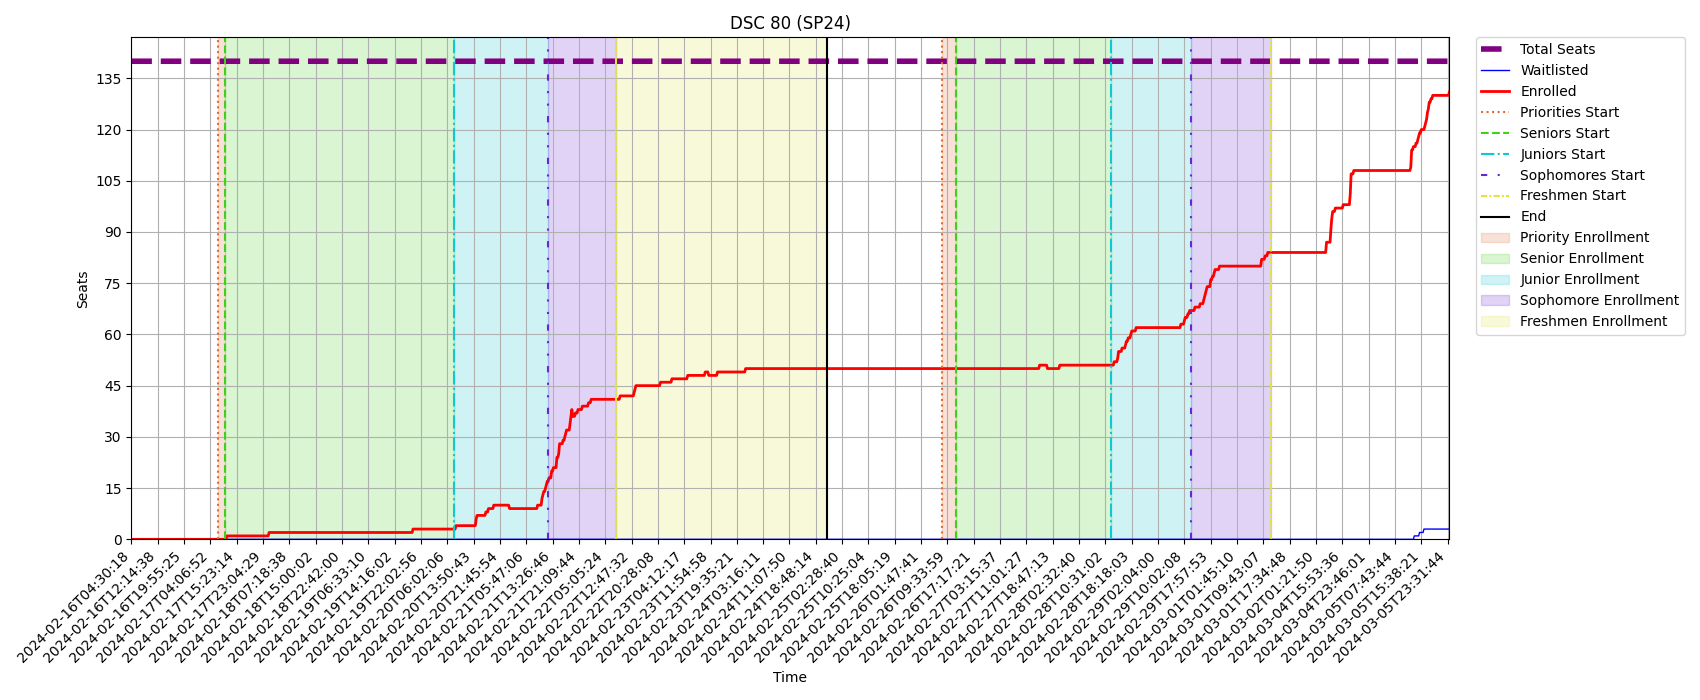 DSC 80 (SP24)
Total Seats
Waitlisted
Enrolled
Priorities Start
Seniors Start
Juniors Start
Sophomores Start
Freshmen Start
End
Priority Enrollment
Senior Enrollment
Junior Enrollment
Sophomore Enrollment
Freshmen Enrollment
Seats
135
120
105
90
75
60
45
30
15
0
2024-02-16T04:30:18
2024-02-16T12:14:38
2024-02-16T19:55:25
2024-02-17T04:06:52
2024-02-17T15:23:14
2024-02-17T23:04:29
2024-02-18T07:18:38
2024-02-18T15:00:02
2024-02-18T22:42:00
2024-02-19T06:33:10
2024-02-19T14:16:02
2024-02-19T22:02:56
2024-02-20T06:02:06
2024-02-20T13:50:43
2024-02-20T21:45:54
2024-02-21T05:47:06
2024-02-21T13:26:46
2024-02-21T21:09:44
2024-02-22T05:05:24
2024-02-22T12:47:32
2024-02-22T20:28:08
2024-02-23T04:12:17
2024-02-23T11:54:58
2024-02-23T19:35:21
2024-02-24T03:16:11
2024-02-24T11:07:50
2024-02-24T18:48:14
2024-02-25T02:28:40
2024-02-25T10:25:04
2024-02-25T18:05:19
2024-02-26T01:47:41
2024-02-26T09:33:59
2024-02-26T17:17:21
2024-02-27T03:15:37
2024-02-27T11:01:27
2024-02-27T18:47:13
2024-02-28T02:32:40
2024-02-28T10:31:02
2024-02-28T18:18:03
2024-02-29T02:04:00
2024-02-29T10:02:08
2024-02-29T17:57:53
2024-03-01T01:45:10
2024-03-01T09:43:07
2024-03-01T17:34:48
2024-03-02T01:21:50
2024-03-04T15:53:36
2024-03-04T23:46:01
2024-03-05T07:43:44
2024-03-05T15:38:21
2024-03-05T23:31:44
Time